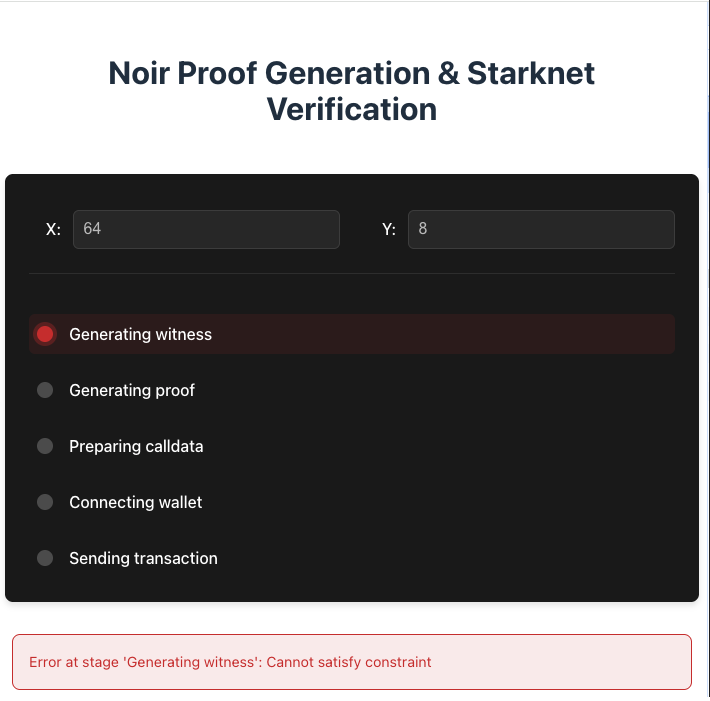 Noir Proof Generation & Starknet
Verification
X: 64 Y: 8
Generating witness
Generating proof
Preparing calldata
Connecting wallet
Sending transaction
Error at stage 'Generating witness': Cannot satisfy constraint